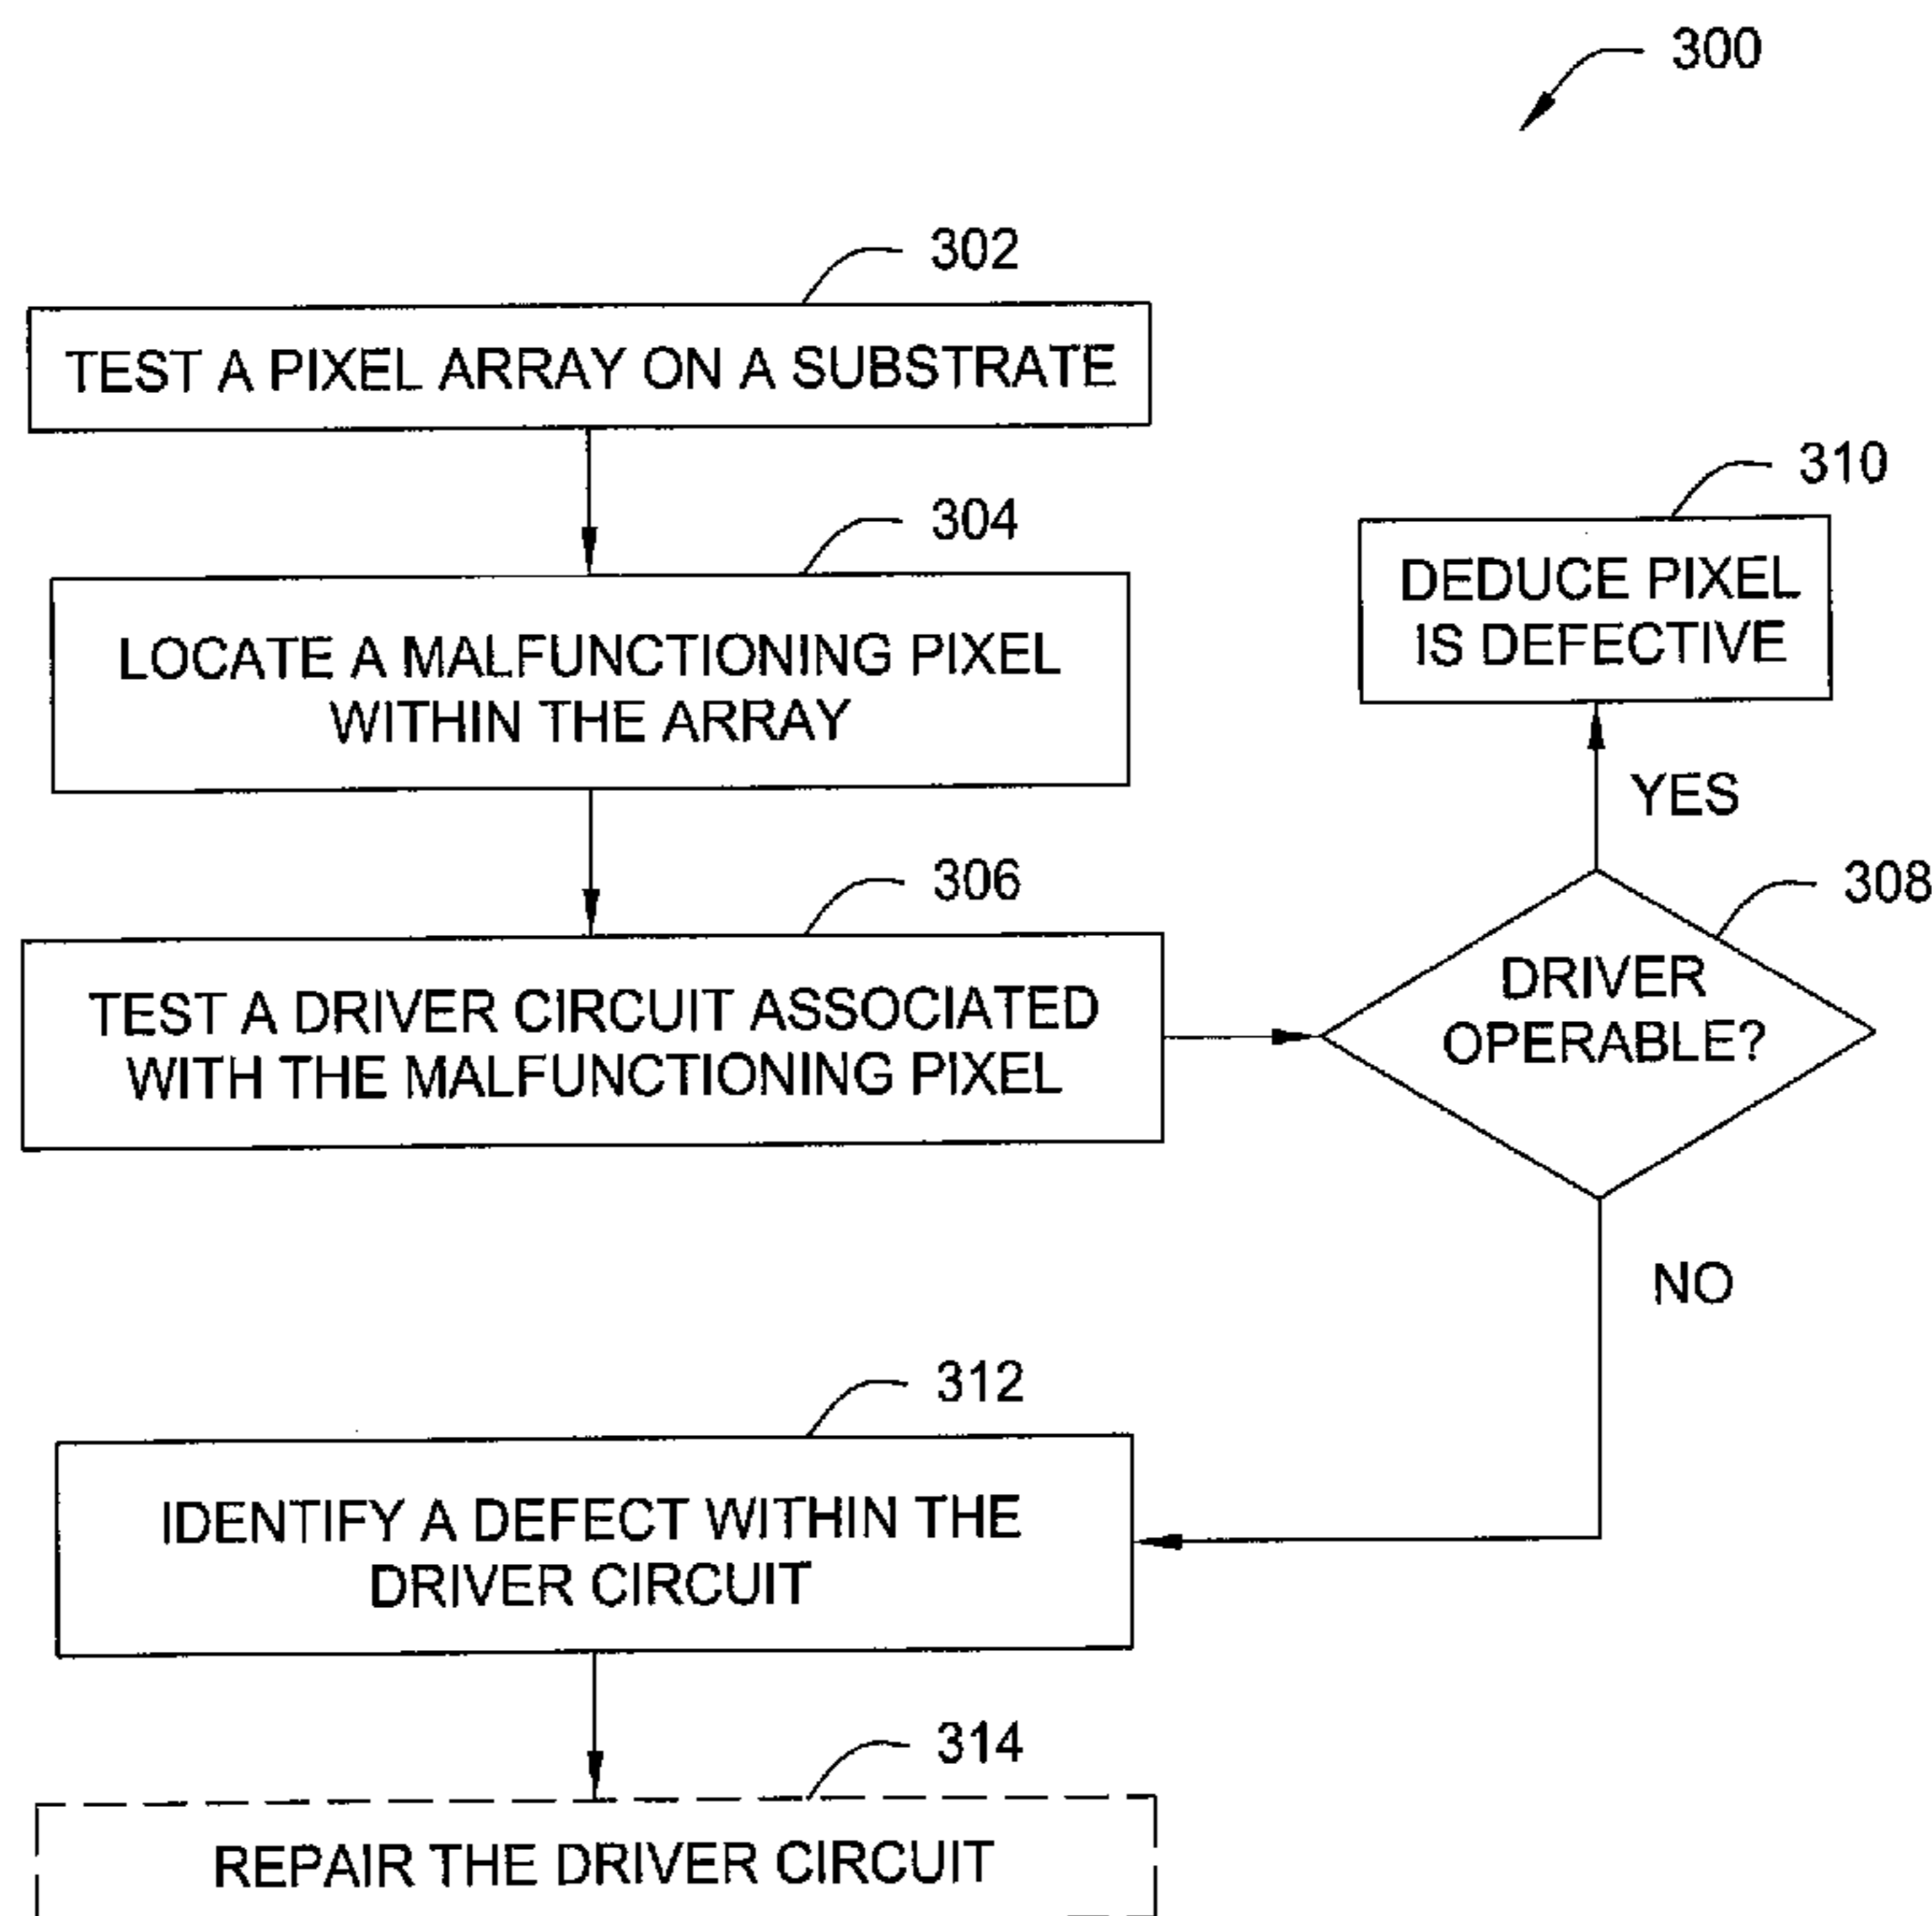 300
302
TEST A PIXEL ARRAY ON A SUBSTRATE
304
LOCATE A MALFUNCTIONING PIXEL
WITHIN THE ARRAY
306
TEST A DRIVER CIRCUIT ASSOCIATED
WITH THE MALFUNCTIONING PIXEL
308
DRIVER
OPERABLE?
YES
310
DEDUCE PIXEL
IS DEFECTIVE
NO
312
IDENTIFY A DEFECT WITHIN THE
DRIVER CIRCUIT
314
REPAIR THE DRIVER CIRCUIT